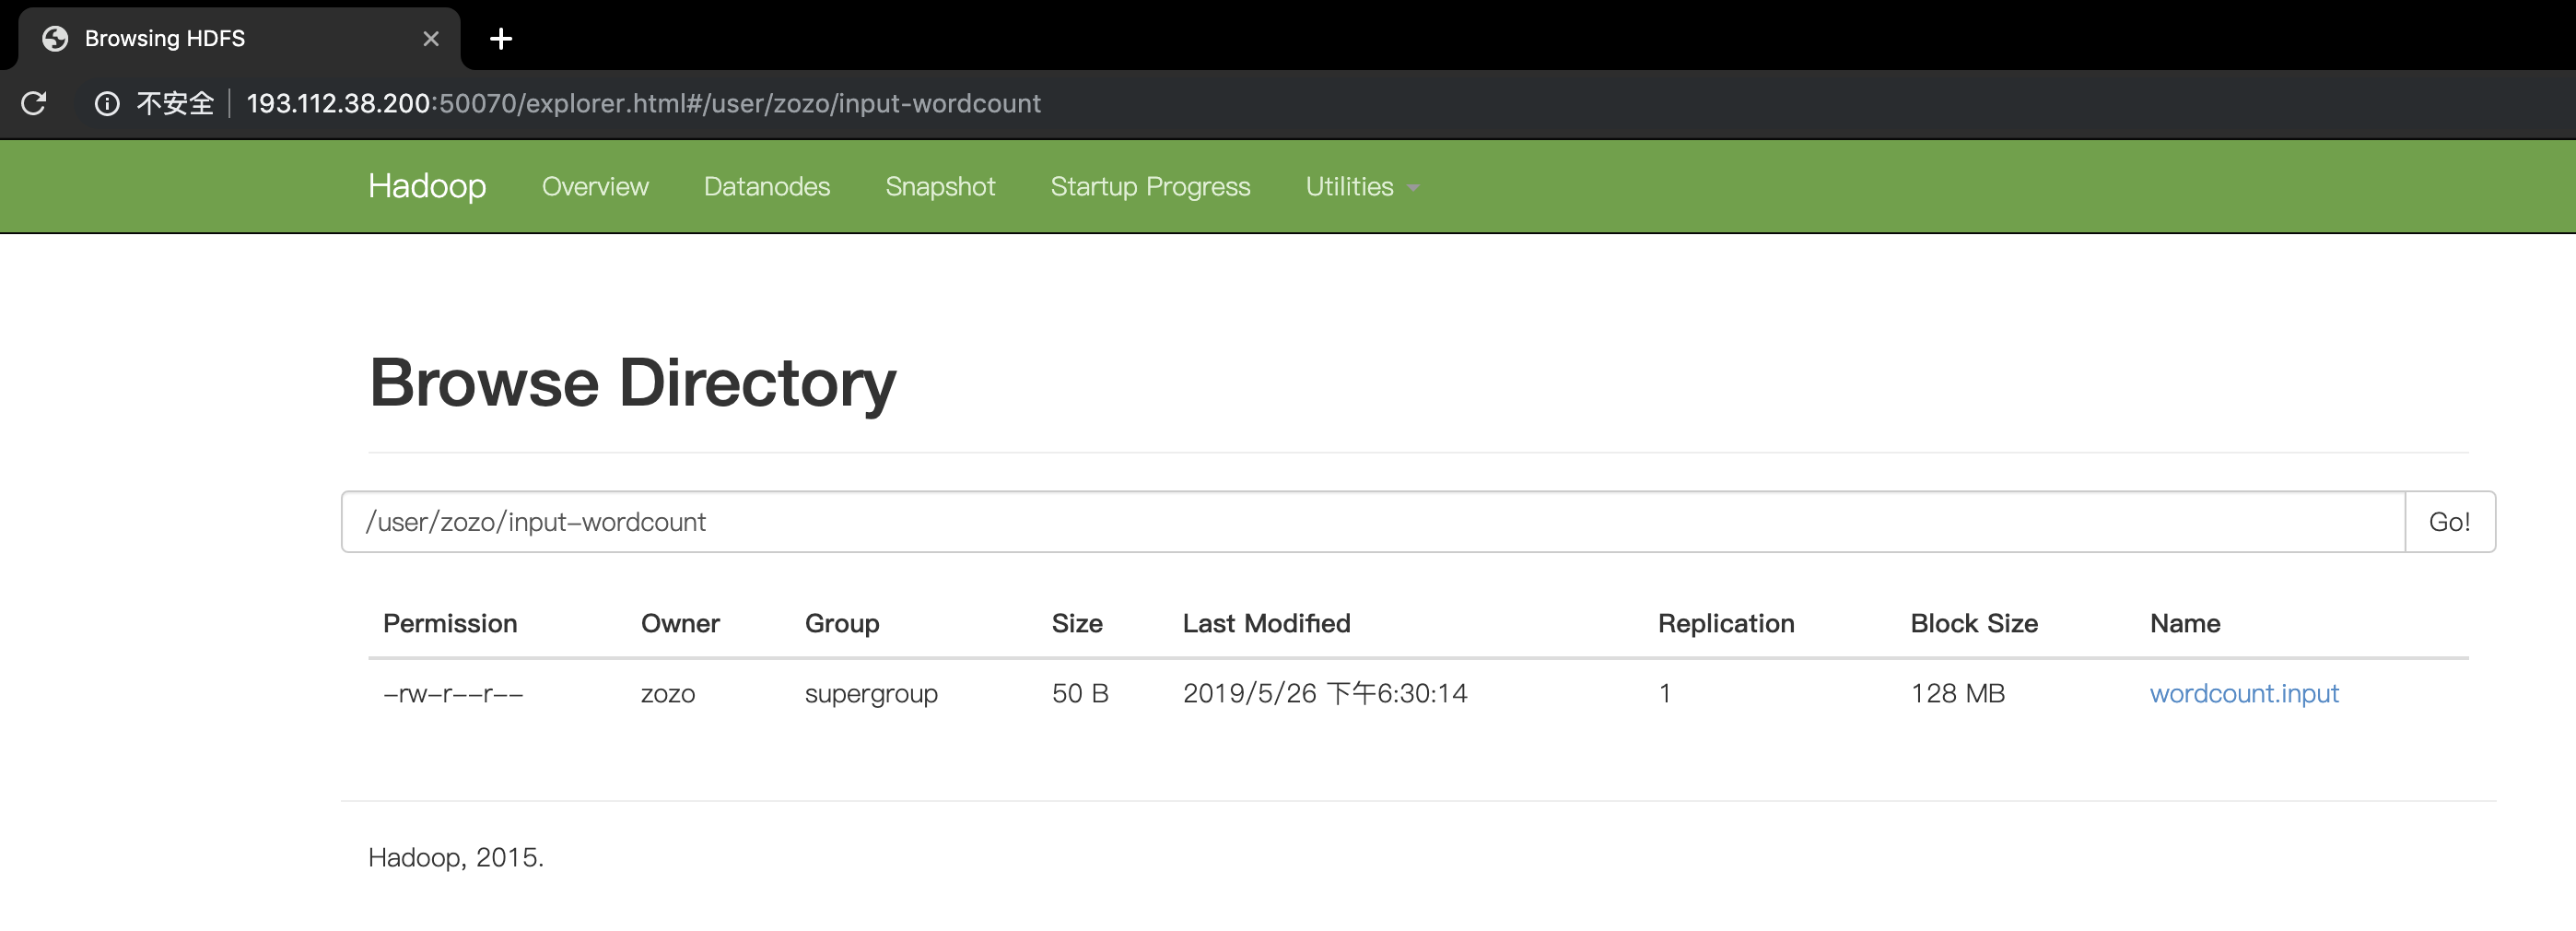 Browsing HDFS
不安全 193.112.38.200:50070/explorer.html#/user/zozo/input-wordcount
Hadoop Overview Datanodes Snapshot Startup Progress Utilities
Browse Directory
/user/zozo/input-wordcount Go!
Permission Owner Group Size Last Modified Replication Block Size Name
-rw-r--r-- zozo supergroup 50 B 2019/5/26 下午6:30:14 1 128 MB wordcount.input
Hadoop, 2015.